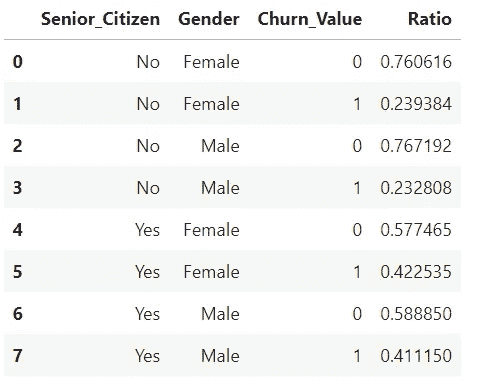 Senior_Citizen Gender Churn_Value Ratio
0 No Female 0 0.760616
1 No Female 1 0.239384
2 No Male 0 0.767192
3 No Male 1 0.232808
4 Yes Female 0 0.577465
5 Yes Female 1 0.422535
6 Yes Male 0 0.588850
7 Yes Male 1 0.411150